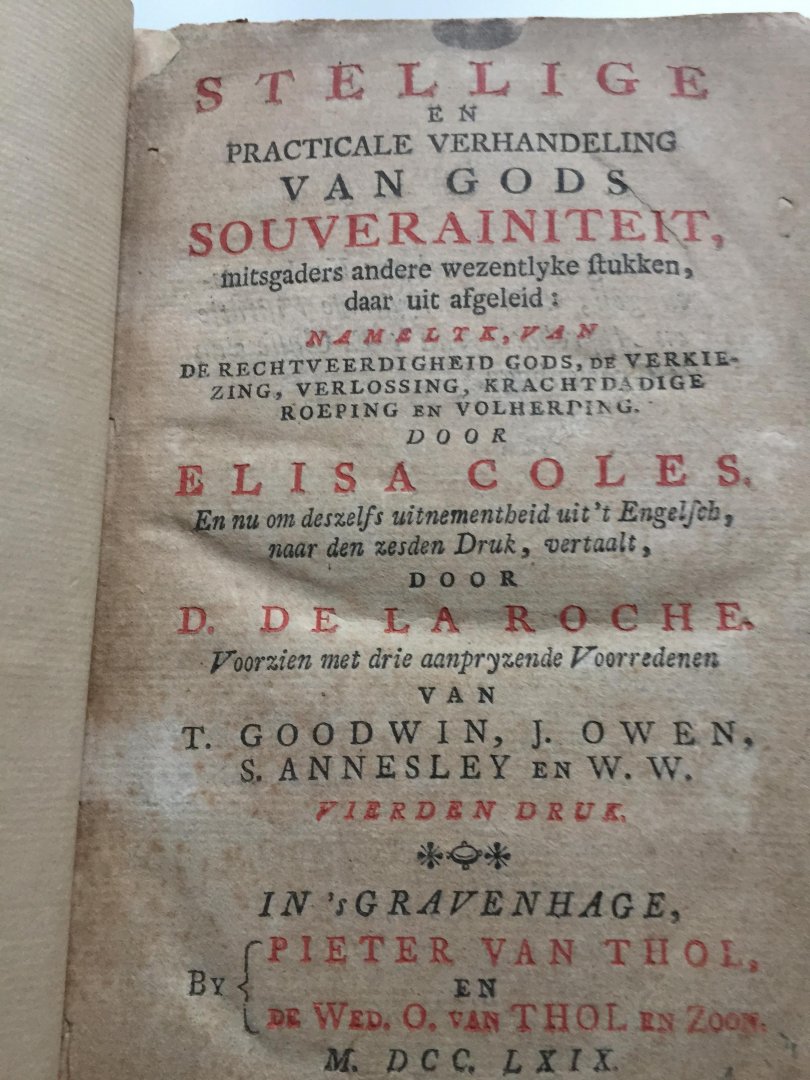 STELLIGE
EN
PRACTICALE VERHANDELING
VAN GODS
SOUVERAINITEIT,
mitsgaders andere wezentlyke ſtukken,
daar uit afgeleid:
NAMELYK, VAN
DE RECHTVEERDIGHEID GODS, DE VERKIE-
ZING, VERLOSSING, KRACHTDADIGE
ROEPING EN VOLHERDING.
DOOR
ELISA COLES.
En nu om deszelfs uitnementheid uit't Engelſch,
naar den zesden Druk, vertaalt,
DOOR
D. DE LA ROCHE.
Voorzien met drie aanpryzende Voorredenen
VAN
T. GOODWIN, J. OWEN,
S. ANNESLEY EN W. W.
VIERDEN DRUK.
IN 'sGRAVENHAGE,
BY PIETER VAN THOL,
EN
DE WED. O. VAN THOL EN ZOON.
M. DCC. LXIX.